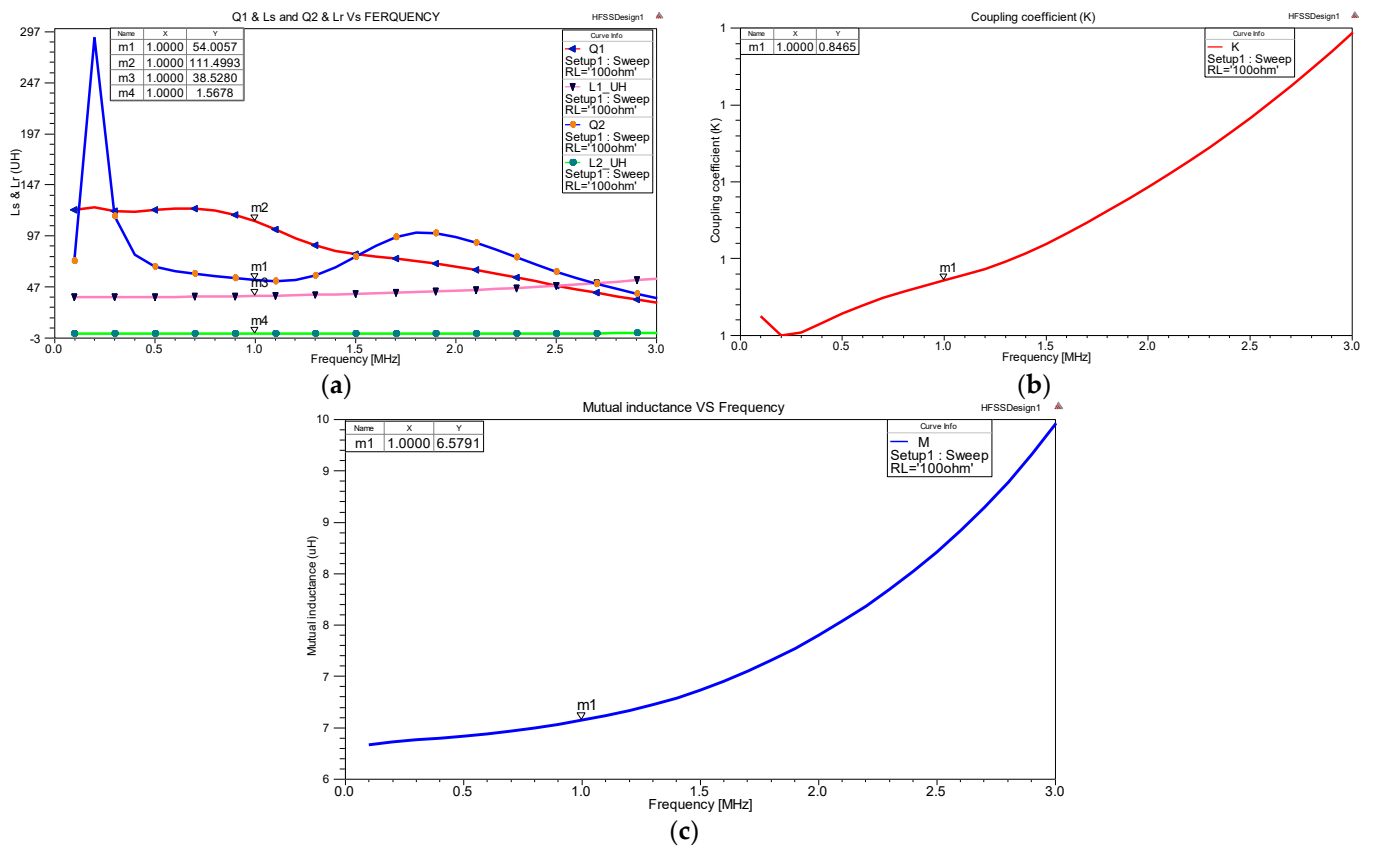 Q1 & Ls and Q2 & Lr Vs FERQUENCY
HFSSDesign1
Name X Y
m1 1.0000 54.0057
m2 1.0000 111.4993
m3 1.0000 38.5280
m4 1.0000 1.5678
Curve Info
Q1
Setup1 : Sweep
RL='100ohm'
L1_UH
Setup1 : Sweep
RL='100ohm'
Q2
Setup1 : Sweep
RL='100ohm'
L2_UH
Setup1 : Sweep
RL='100ohm'
Ls & Lr (UH)
297
247
197
147
97
47
-3
m2
m1
m3
m4
0.0 0.5 1.0 1.5 2.0 2.5 3.0
Frequency [MHz]
(a)
Coupling coefficient (K)
HFSSDesign1
Name X Y
m1 1.0000 0.8465
Curve Info
K
Setup1 : Sweep
RL='100ohm'
Coupling coefficient (K)
1
1
1
1
1
m1
0.0 0.5 1.0 1.5 2.0 2.5 3.0
Frequency [MHz]
(b)
Mutual inductance VS Frequency
HFSSDesign1
Name X Y
m1 1.0000 6.5791
Curve Info
M
Setup1 : Sweep
RL='100ohm'
Mutual inductance (uH)
10
9
9
8
8
7
7
6
m1
0.0 0.5 1.0 1.5 2.0 2.5 3.0
Frequency [MHz]
(c)